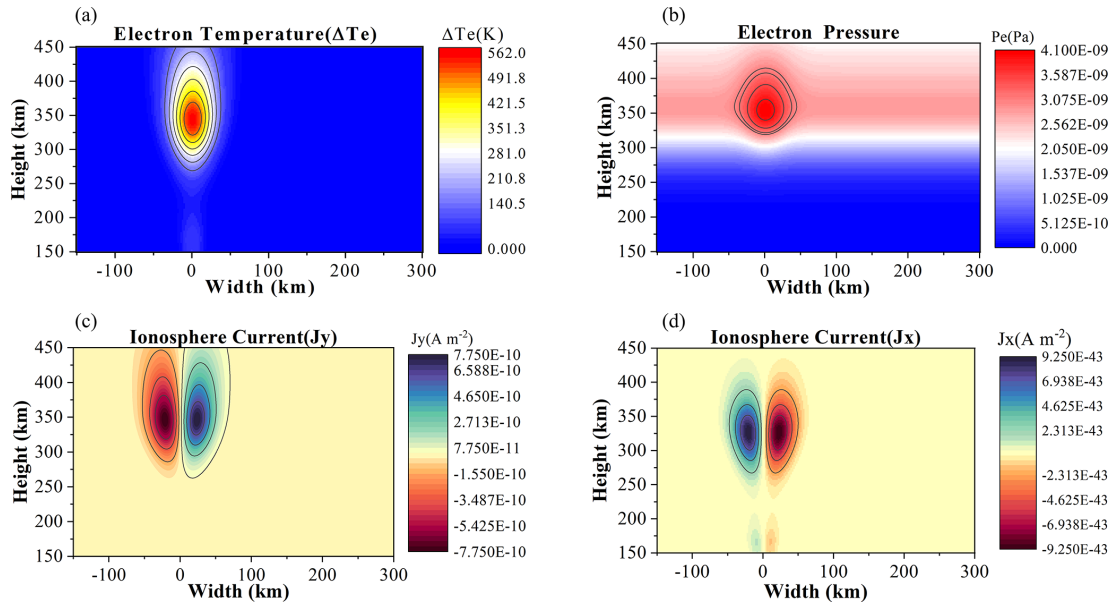 (a)
Electron Temperature(ΔTe)
ΔTe(K)
Height (km)
450
400
350
300
250
200
150
-100
0
100
200
300
Width (km)
562.0
491.8
421.5
351.3
281.0
210.8
140.5
0.000
(b)
Electron Pressure
Pe(Pa)
Height (km)
450
400
350
300
250
200
150
-100
0
100
200
300
Width (km)
4.100E-09
3.587E-09
3.075E-09
2.562E-09
2.050E-09
1.537E-09
1.025E-09
5.125E-10
0.000
(c)
Ionosphere Current(Jy)
Jy(A m-2)
Height (km)
450
400
350
300
250
200
150
-100
0
100
200
300
Width (km)
7.750E-10
6.588E-10
4.650E-10
2.713E-10
7.750E-11
-1.550E-10
-3.487E-10
-5.425E-10
-7.750E-10
(d)
Ionosphere Current(Jx)
Jx(A m-2)
Height (km)
450
400
350
300
250
200
150
-100
0
100
200
300
Width (km)
9.250E-43
6.938E-43
4.625E-43
2.313E-43
0.000
-2.313E-43
-4.625E-43
-6.938E-43
-9.250E-43